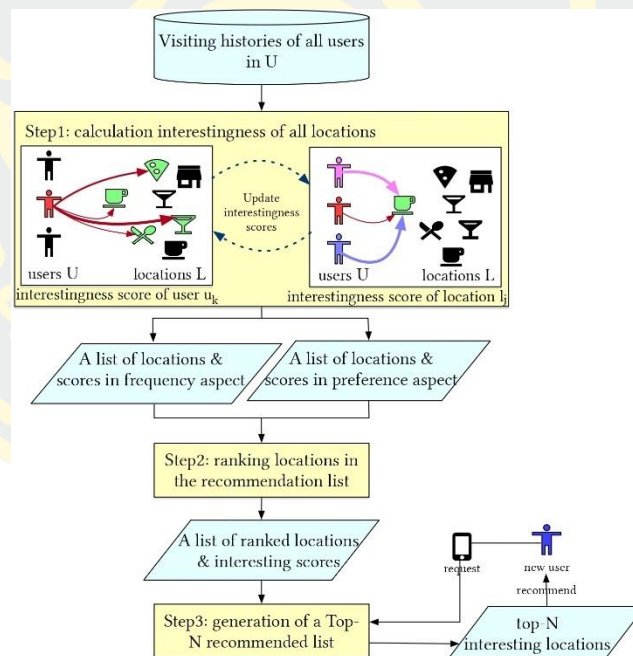 Visiting histories of all users
in U
Step1: calculation interestingness of all locations
Update
interestingness
scores
users U
locations L
interestingness score of user uk
users U
locations L
interestingness score of location lj
A list of locations &
scores in frequency aspect
A list of locations &
scores in preference aspect
Step2: ranking locations in
the recommendation list
A list of ranked locations
& interesting scores
request
new user
recommend
Step3: generation of a Top-
N recommended list
top-N
interesting locations